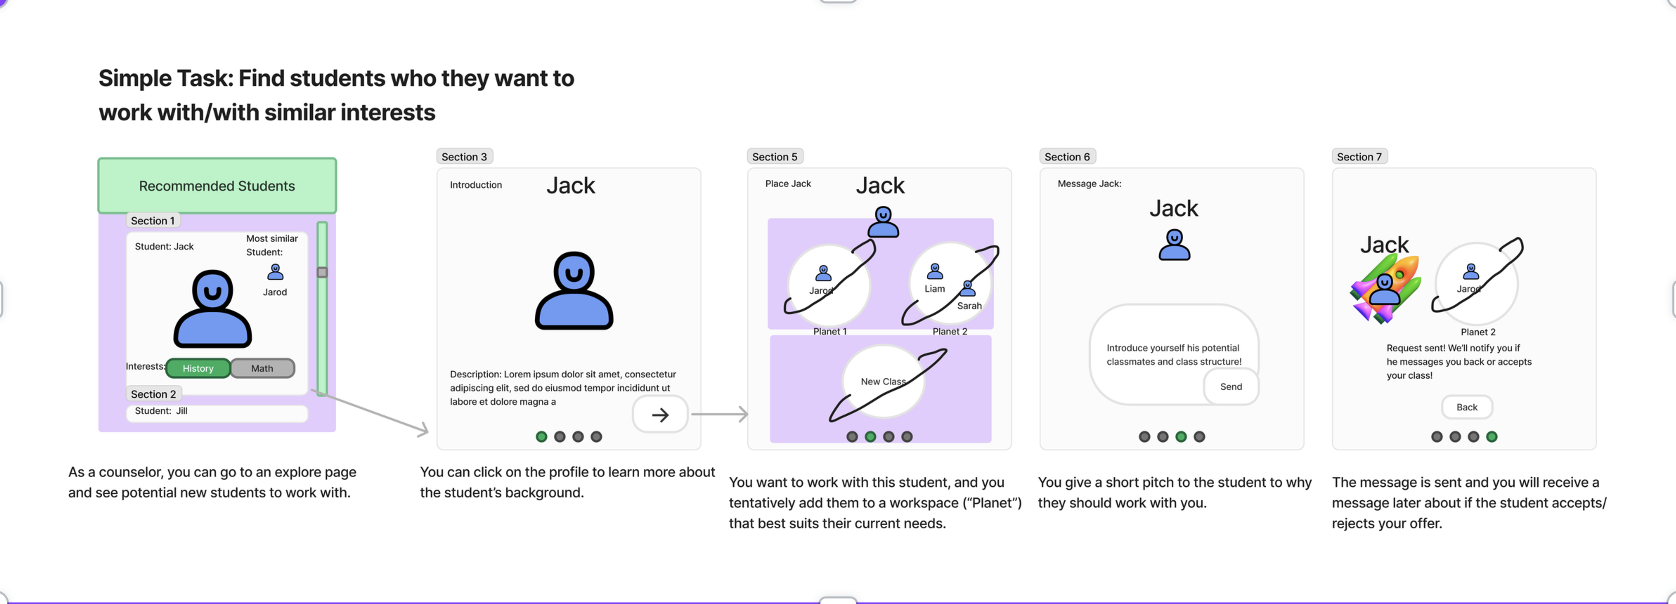 Simple Task: Find students who they want to
work with/with similar interests
Recommended Students
Section 1
Student: Jack
Most similar
Student:
Jarod
Interests:
History
Math
Section 2
Student: Jill
As a counselor, you can go to an explore page
and see potential new students to work with.
Section 3
Introduction
Jack
Description: Lorem ipsum dolor sit amet, consectetur
adipiscing elit, sed do eiusmod tempor incididunt ut
labore et dolore magna a
You can click on the profile to learn more about
the student's background.
Section 5
Place Jack
Jack
Jarod
Liam
Sarah
Planet 1
Planet 2
New Class
You want to work with this student, and you
tentatively add them to a workspace ("Planet")
that best suits their current needs.
Section 6
Message Jack:
Jack
Introduce yourself his potential
classmates and class structure!
Send
You give a short pitch to the student to why
they should work with you.
Section 7
Jack
Jarod
Planet 2
Request sent! We'll notify you if
he messages you back or accepts
your class!
Back
The message is sent and you will receive a
message later about if the student accepts/
rejects your offer.